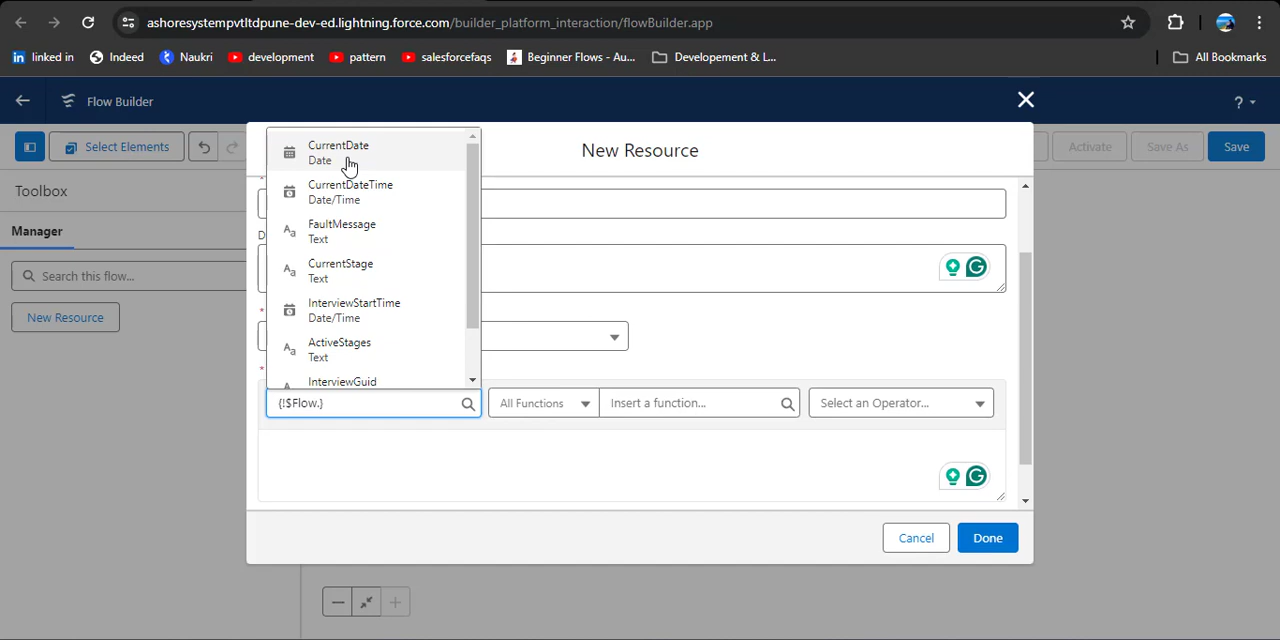 ashoresystempvtltdpune-dev-ed.lightning.force.com/builder_platform_interaction/flowBuilder.app
linked in
Indeed
Naukri
development
pattern
salesforcefaqs
Beginner Flows - Au...
Developement & L...
All Bookmarks
Flow Builder
?
Select Elements
Activate
Save As
Save
Toolbox
Manager
Search this flow...
New Resource
New Resource
CurrentDate
Date
CurrentDateTime
Date/Time
FaultMessage
Text
CurrentStage
Text
InterviewStartTime
Date/Time
ActiveStages
Text
InterviewGuid
{!$Flow.}
All Functions
Insert a function...
Select an Operator...
Cancel
Done